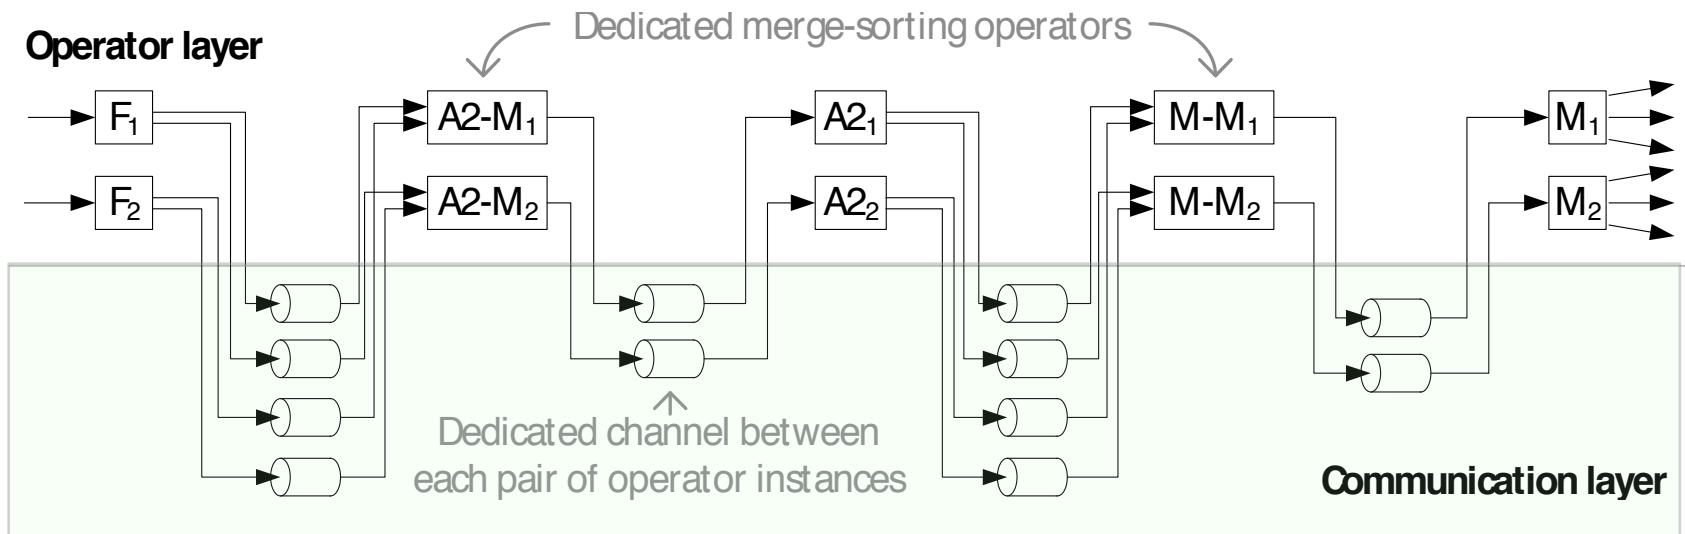 Dedicated merge-sorting operators
Operator layer
F1 A2-M1 A21 M-M1 M1
F2 A2-M2 A22 M-M2 M2
Dedicated channel between
each pair of operator instances
Communication layer